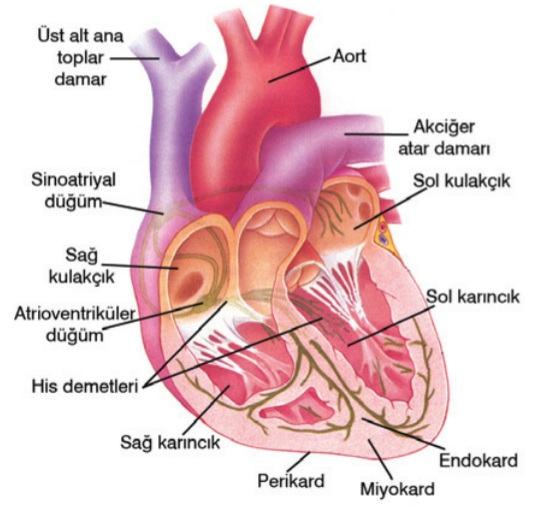 Üst alt ana
toplar
damar
Aort
Akciğer
atar damarı
Sinoatriyal
düğüm
Sol kulakçık
Sağ
kulakçık
Atrioventriküler
düğüm
Sol karıncık
His demetleri
Sağ karıncık
Endokard
Perikard
Miyokard